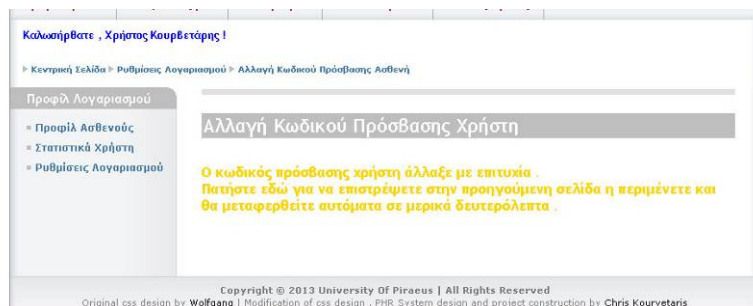 Καλωσήρθατε , Χρήστος Κουρβετάρης !
Κεντρική Σελίδα Ρυθμίσεις Λογαριασμού Αλλαγή Κωδικού Πρόσβασης Ασθενή
Προφίλ Λογαριασμού
Προφίλ Ασθενούς
Στατιστικά Χρήστη
Ρυθμίσεις Λογαριασμού
Αλλαγή Κωδικού Πρόσβασης Χρήστη
Ο κωδικός πρόσβασης χρήστη άλλαξε με επιτυχία .
Πατήστε εδώ για να επιστρέψετε στην προηγούμενη σελίδα η περιμένετε και
θα μεταφερθείτε αυτόματα σε μερικά δευτερόλεπτα .
Copyright © 2013 University Of Piraeus | All Rights Reserved
Original css design by Wolfgang | Modification of css design , PHR System design and project construction by Chris Kourvetaris